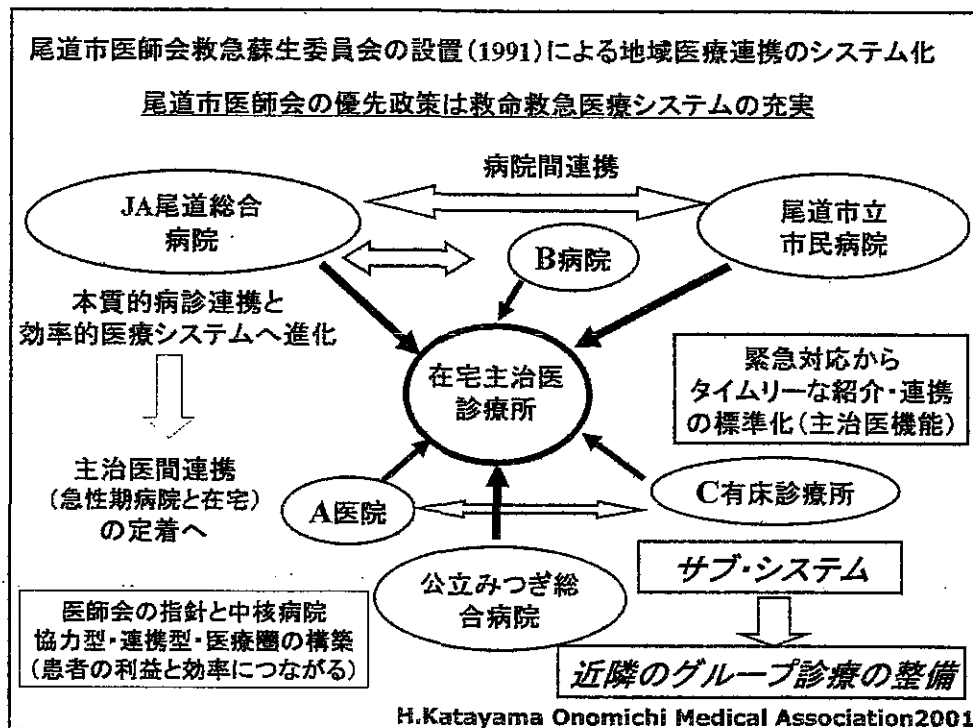 尾道市医師会救急蘇生委員会の設置(1991)による地域医療連携のシステム化
尾道市医師会の優先政策は救命救急医療システムの充実
病院間連携
JA尾道総合
病院
尾道市立
市民病院
B病院
本質的病診連携と
効率的医療システムへ進化
在宅主治医
診療所
緊急対応から
タイムリーな紹介・連携
の標準化(主治医機能)
主治医間連携
(急性期病院と在宅)
の定着へ
A医院
C有床診療所
公立みつぎ総
合病院
サブ・システム
医師会の指針と中核病院
協力型・連携型・医療圏の構築
(患者の利益と効率につながる)
近隣のグループ診療の整備
H.Katayama Onomichi Medical Association2001